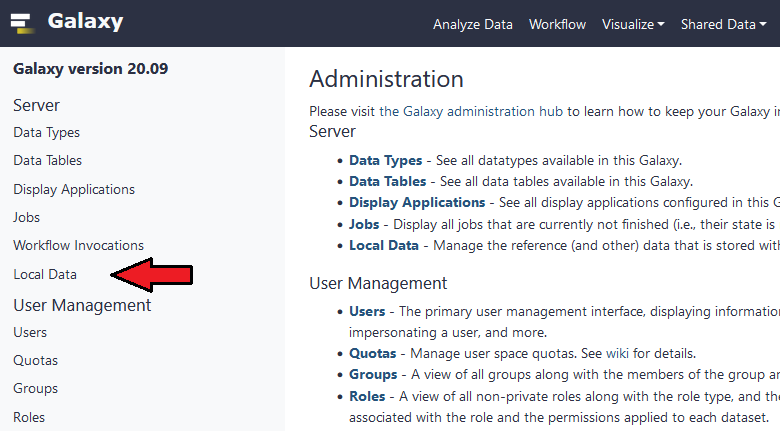 Galaxy
Analyze Data Workflow Visualize Shared Data
Galaxy version 20.09
Server
Data Types
Data Tables
Display Applications
Jobs
Workflow Invocations
Local Data
User Management
Users
Quotas
Groups
Roles
Administration
Please visit the Galaxy administration hub to learn how to keep your Galaxy in
Server
• Data Types - See all datatypes available in this Galaxy.
• Data Tables - See all data tables available in this Galaxy.
• Display Applications - See all display applications configured in this G
• Jobs - Display all jobs that are currently not finished (i.e., their state is
• Local Data - Manage the reference (and other) data that is stored with
User Management
• Users - The primary user management interface, displaying information
impersonating a user, and more.
• Quotas - Manage user space quotas. See wiki for details.
• Groups - A view of all groups along with the members of the group an
• Roles - A view of all non-private roles along with the role type, and the
associated with the role and the permissions applied to each dataset.